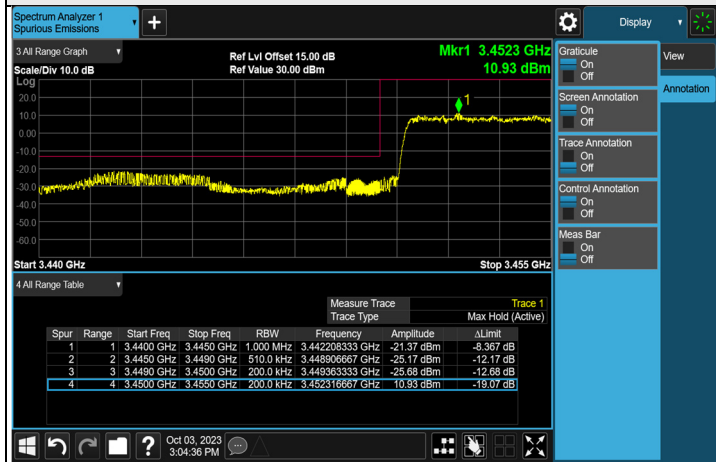 Spectrum Analyzer 1
Spurious Emissions
Display
3 All Range Graph
Ref Lvl Offset 15.00 dB
Mkr1 3.4523 GHz
Scale/Div 10.0 dB
Ref Value 30.00 dBm
10.93 dBm
Log
20.0
10.0
0.00
-10.0
-20.0
-30.0
-40.0
-50.0
-60.0
1
Start 3.440 GHz
Stop 3.455 GHz
4 All Range Table
Measure Trace Trace 1
Trace Type Max Hold (Active)
Spur Range Start Freq Stop Freq RBW Frequency Amplitude ΔLimit
1 1 3.4400 GHz 3.4450 GHz 1.000 MHz 3.442208333 GHz -21.37 dBm -8.367 dB
2 2 3.4450 GHz 3.4490 GHz 510.0 kHz 3.448906667 GHz -25.17 dBm -12.17 dB
3 3 3.4490 GHz 3.4500 GHz 200.0 kHz 3.449363333 GHz -25.68 dBm -12.68 dB
4 4 3.4500 GHz 3.4550 GHz 200.0 kHz 3.452316667 GHz 10.93 dBm -19.07 dB
Oct 03, 2023
3:04:36 PM
Graticule
On
Off
Screen Annotation
On
Off
Trace Annotation
On
Off
Control Annotation
On
Off
Meas Bar
On
Off
View
Annotation